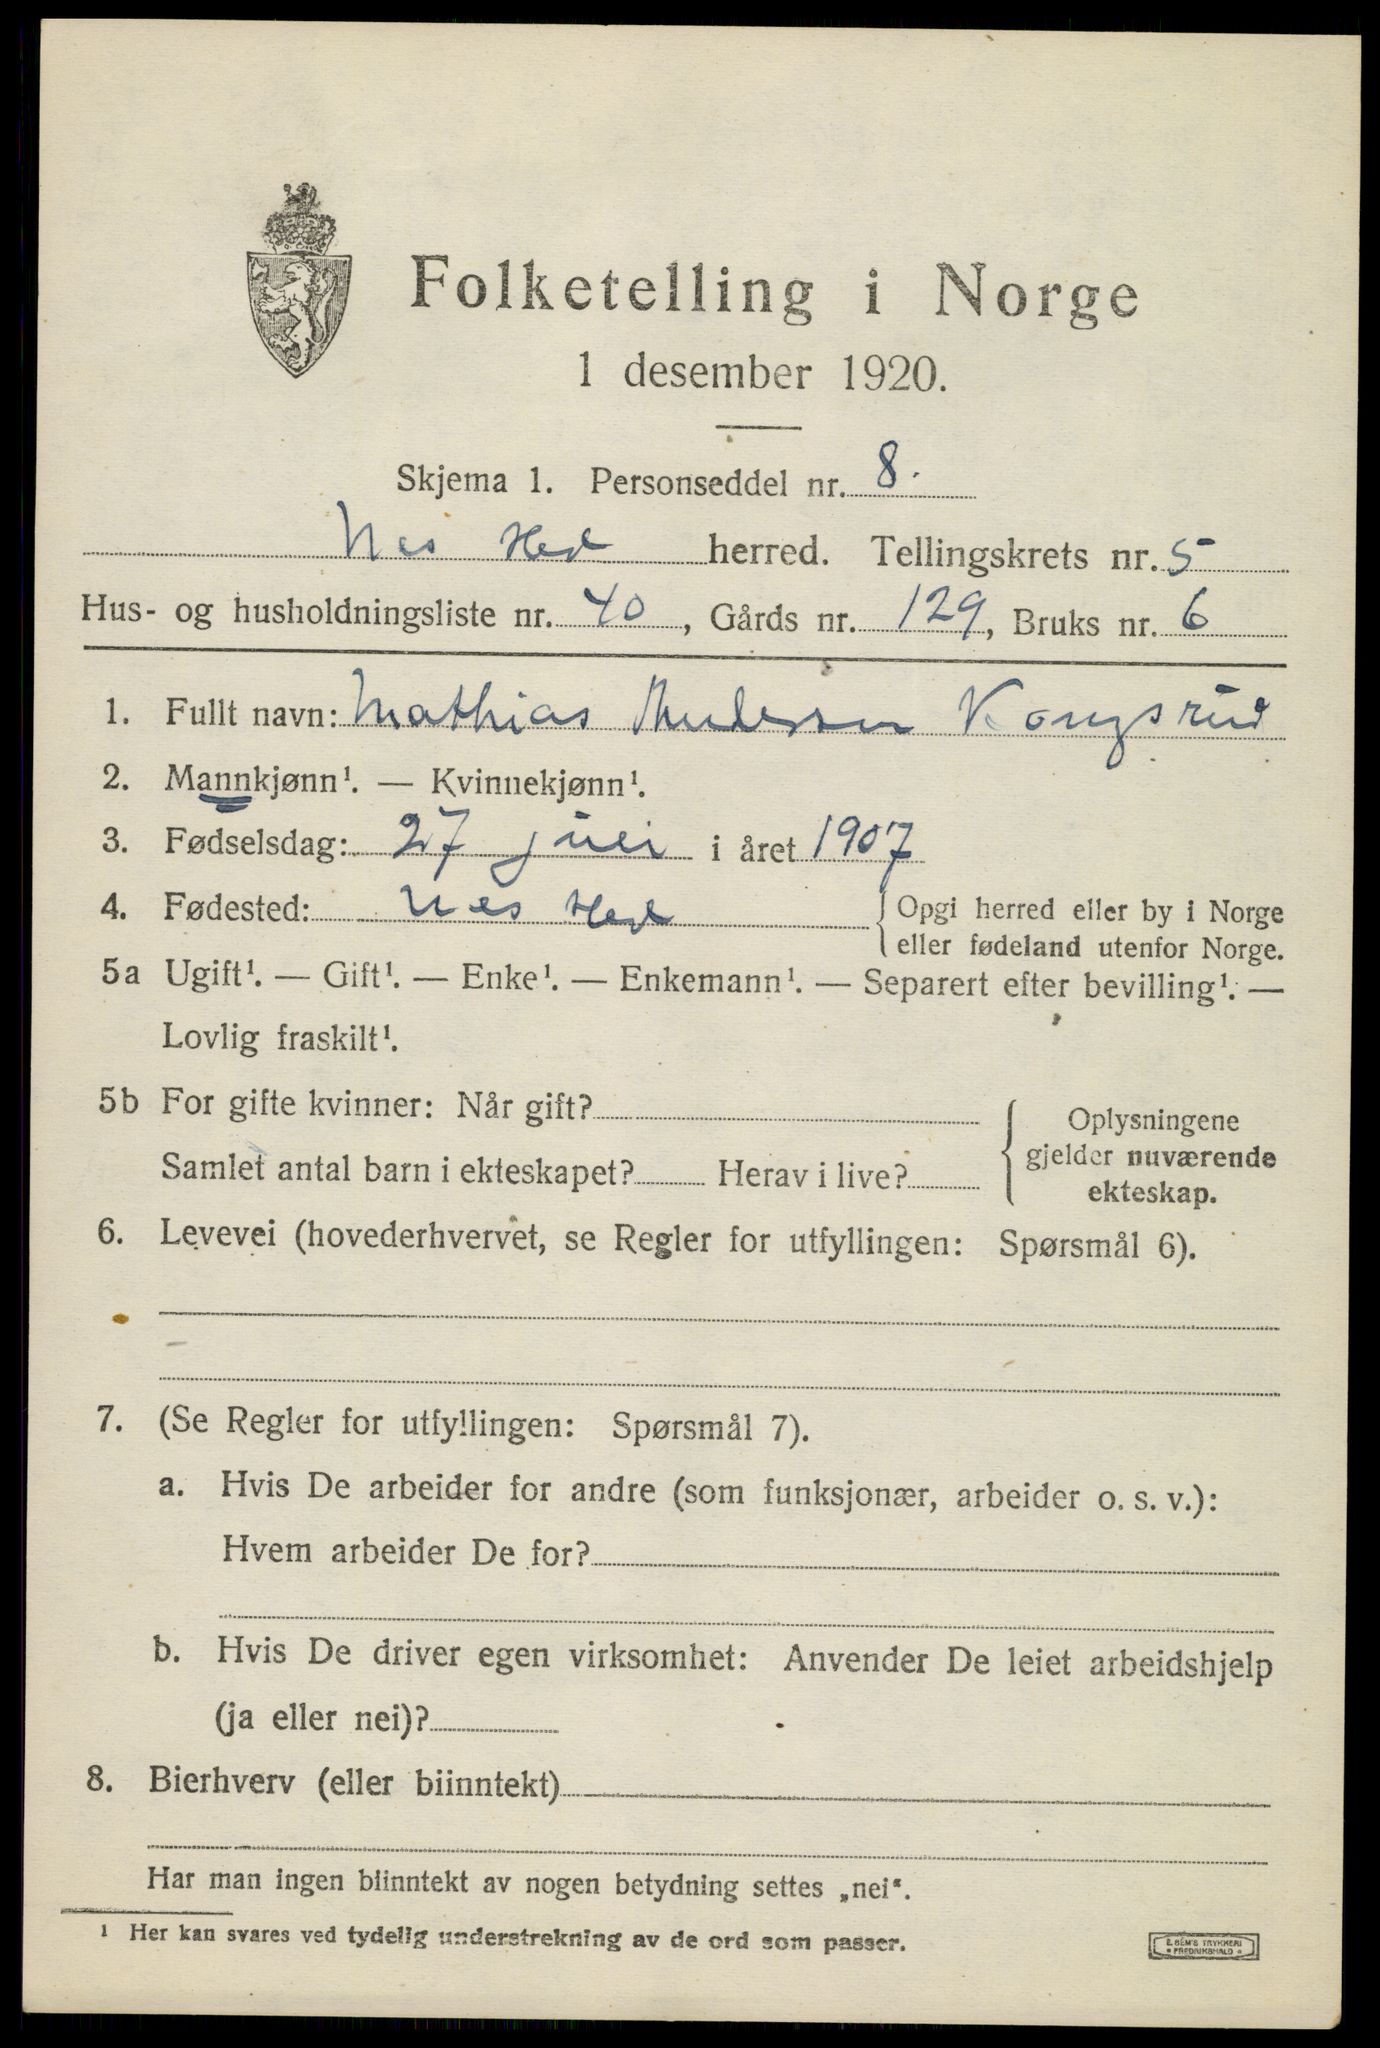 Folketelling i Norge
1 desember 1920.
Skjema 1. Personseddel nr. 8.
Nes Hed herred. Tellingskrets nr. 5
Hus- og husholdningsliste nr. 40, Gårds nr. 129, Bruks nr. 6
1. Fullt navn: Mathias Andersen Kongsrud
2. Mannkjønn¹. — Kvinnekjønn¹.
3. Fødselsdag: 27 juli i året 1907
4. Fødested: Nes Hed { Opgi herred eller by i Norge
eller fødeland utenfor Norge.
5a Ugift¹. — Gift¹. — Enke¹. — Enkemann¹. — Separert efter bevilling¹. —
Lovlig fraskilt¹.
5b For gifte kvinner: Når gift?
Samlet antal barn i ekteskapet? Herav i live?
Oplysningene
gjelder nuværende
ekteskap.
6. Levevei (hovederhvervet, se Regler for utfyllingen: Spørsmål 6).
7. (Se Regler for utfyllingen: Spørsmål 7).
a. Hvis De arbeider for andre (som funksjonær, arbeider o. s. v.):
Hvem arbeider De for?
b. Hvis De driver egen virksomhet: Anvender De leiet arbeidshjelp
(ja eller nei)?
8. Bierhverv (eller biinntekt)
Har man ingen biinntekt av nogen betydning settes „nei“.
¹ Her kan svares ved tydelig understrekning av de ord som passer.
E. SEM'S TRYKKERI
• FREDRIKSHALD •